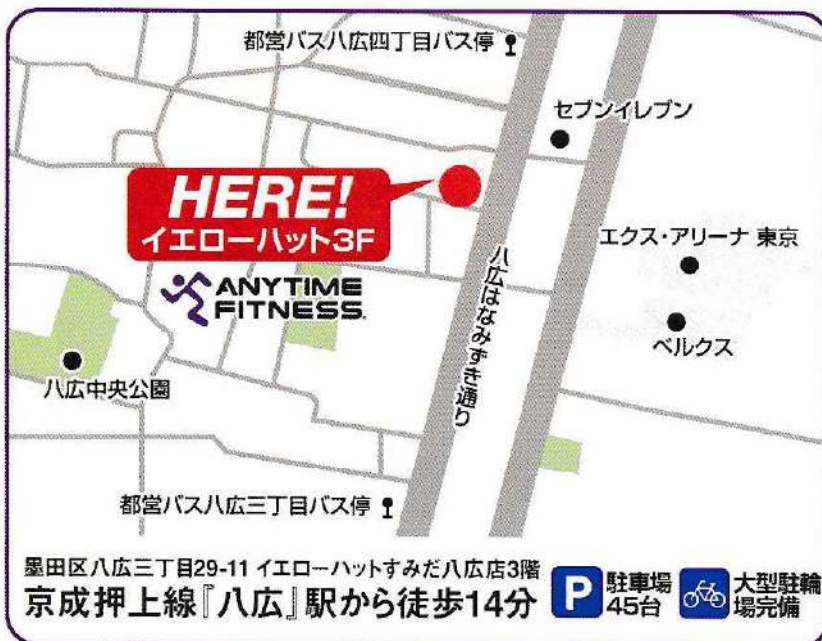 都営バス八広四丁目バス停
セブンイレブン
HERE!
イエローハット3F
エクス・アリーナ 東京
ANYTIME
FITNESS.
ベルクス
八広はなみずき通り
八広中央公園
都営バス八広三丁目バス停
墨田区八広三丁目29-11 イエローハットすみだ八広店3階
京成押上線『八広』駅から徒歩14分
P
駐車場
45台
大型駐輪
場完備